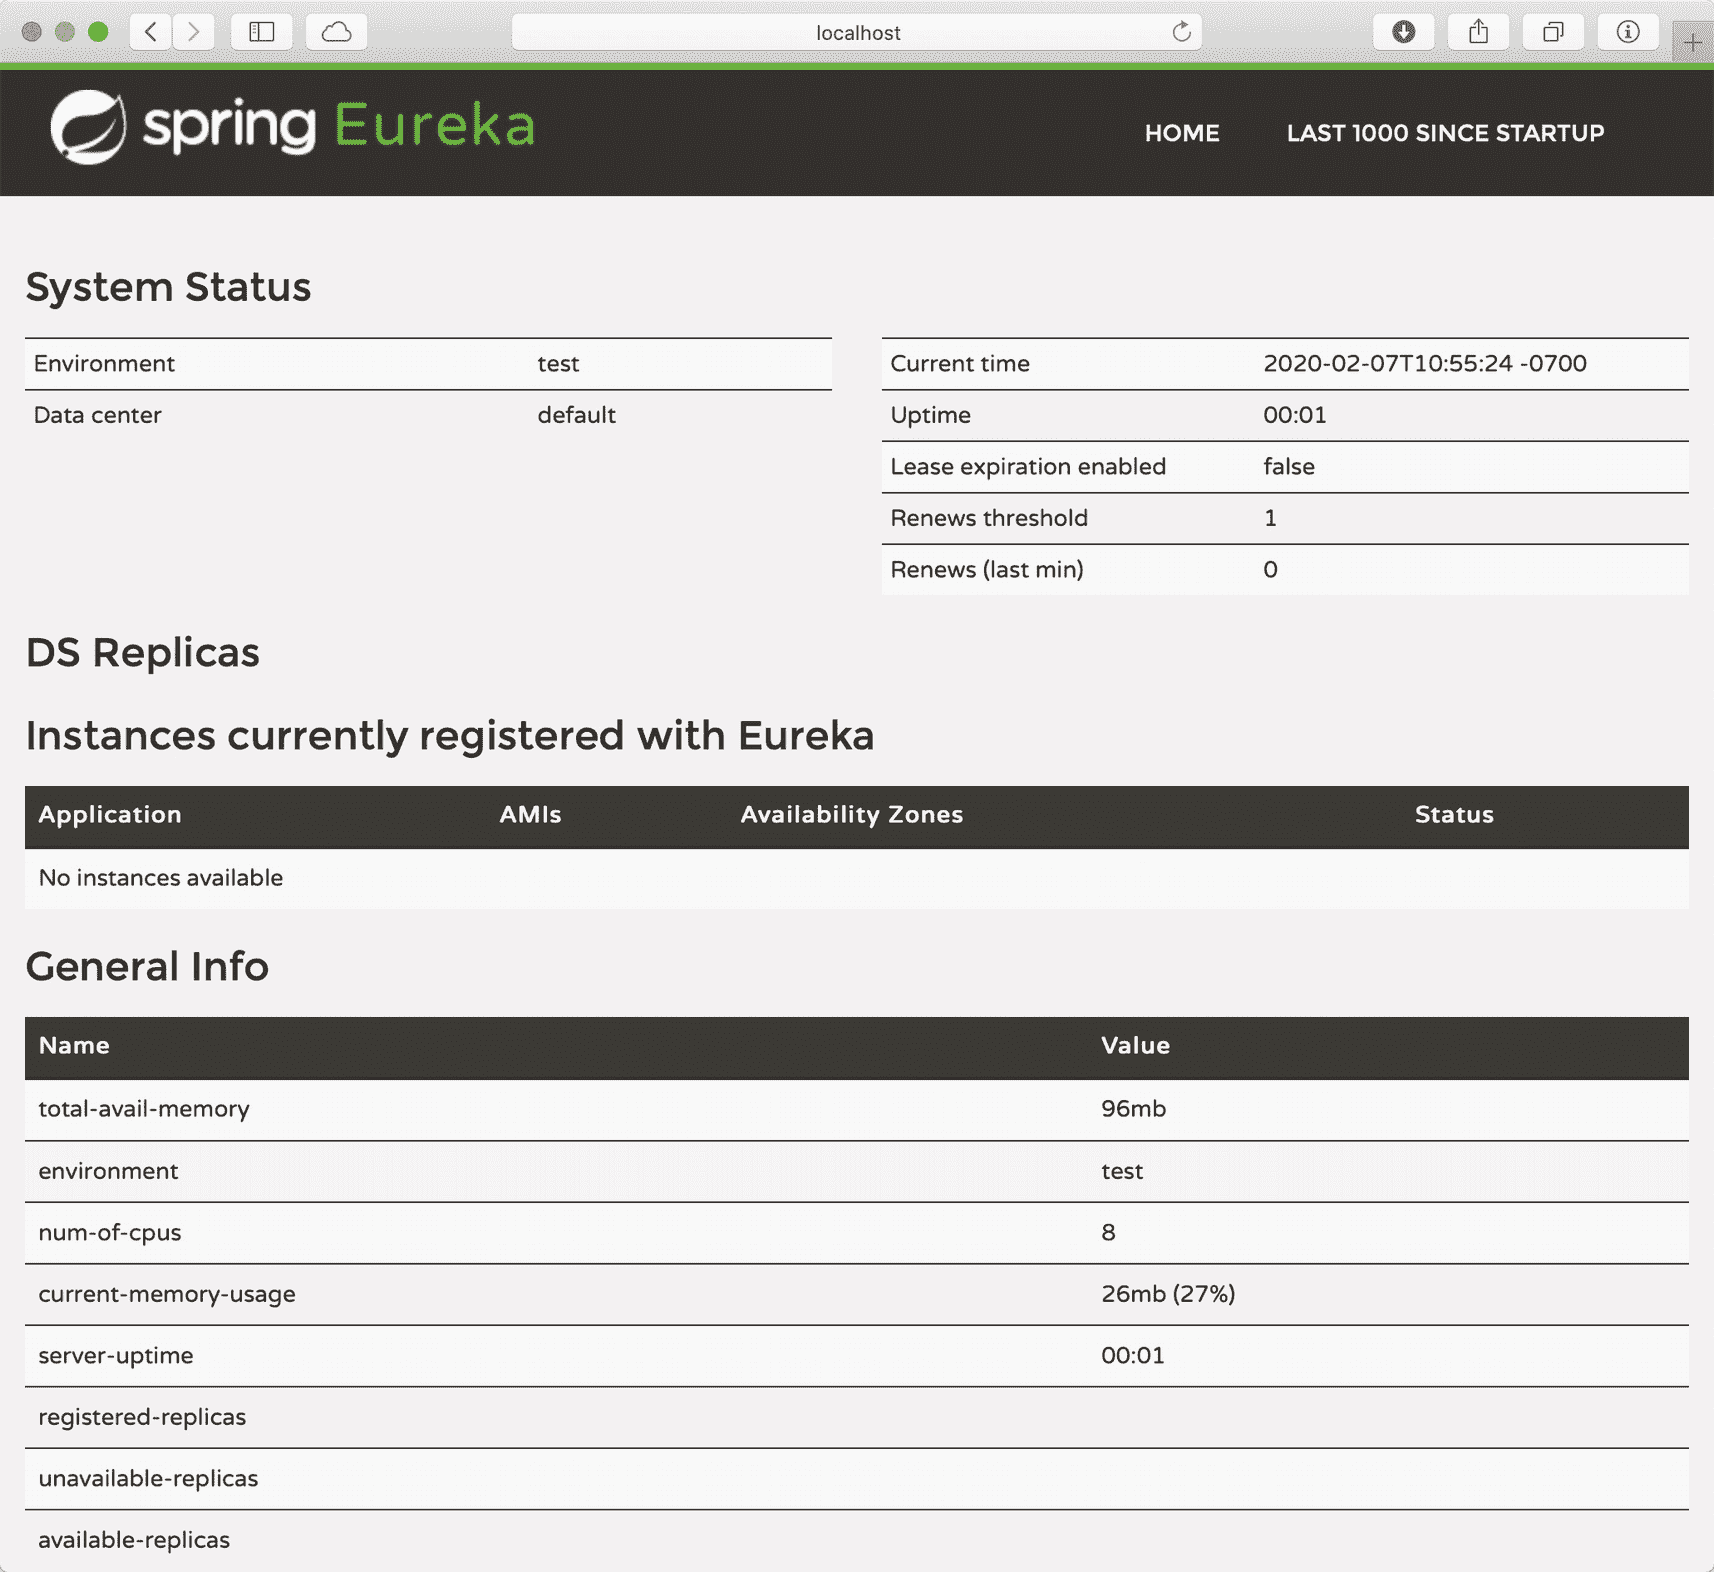 localhost
spring Eureka
HOME LAST 1000 SINCE STARTUP
System Status
Environment test
Data center default
Current time 2020-02-07T10:55:24 -0700
Uptime 00:01
Lease expiration enabled false
Renews threshold 1
Renews (last min) 0
DS Replicas
Instances currently registered with Eureka
Application AMIs Availability Zones Status
No instances available
General Info
Name Value
total-avail-memory 96mb
environment test
num-of-cpus 8
current-memory-usage 26mb (27%)
server-uptime 00:01
registered-replicas
unavailable-replicas
available-replicas